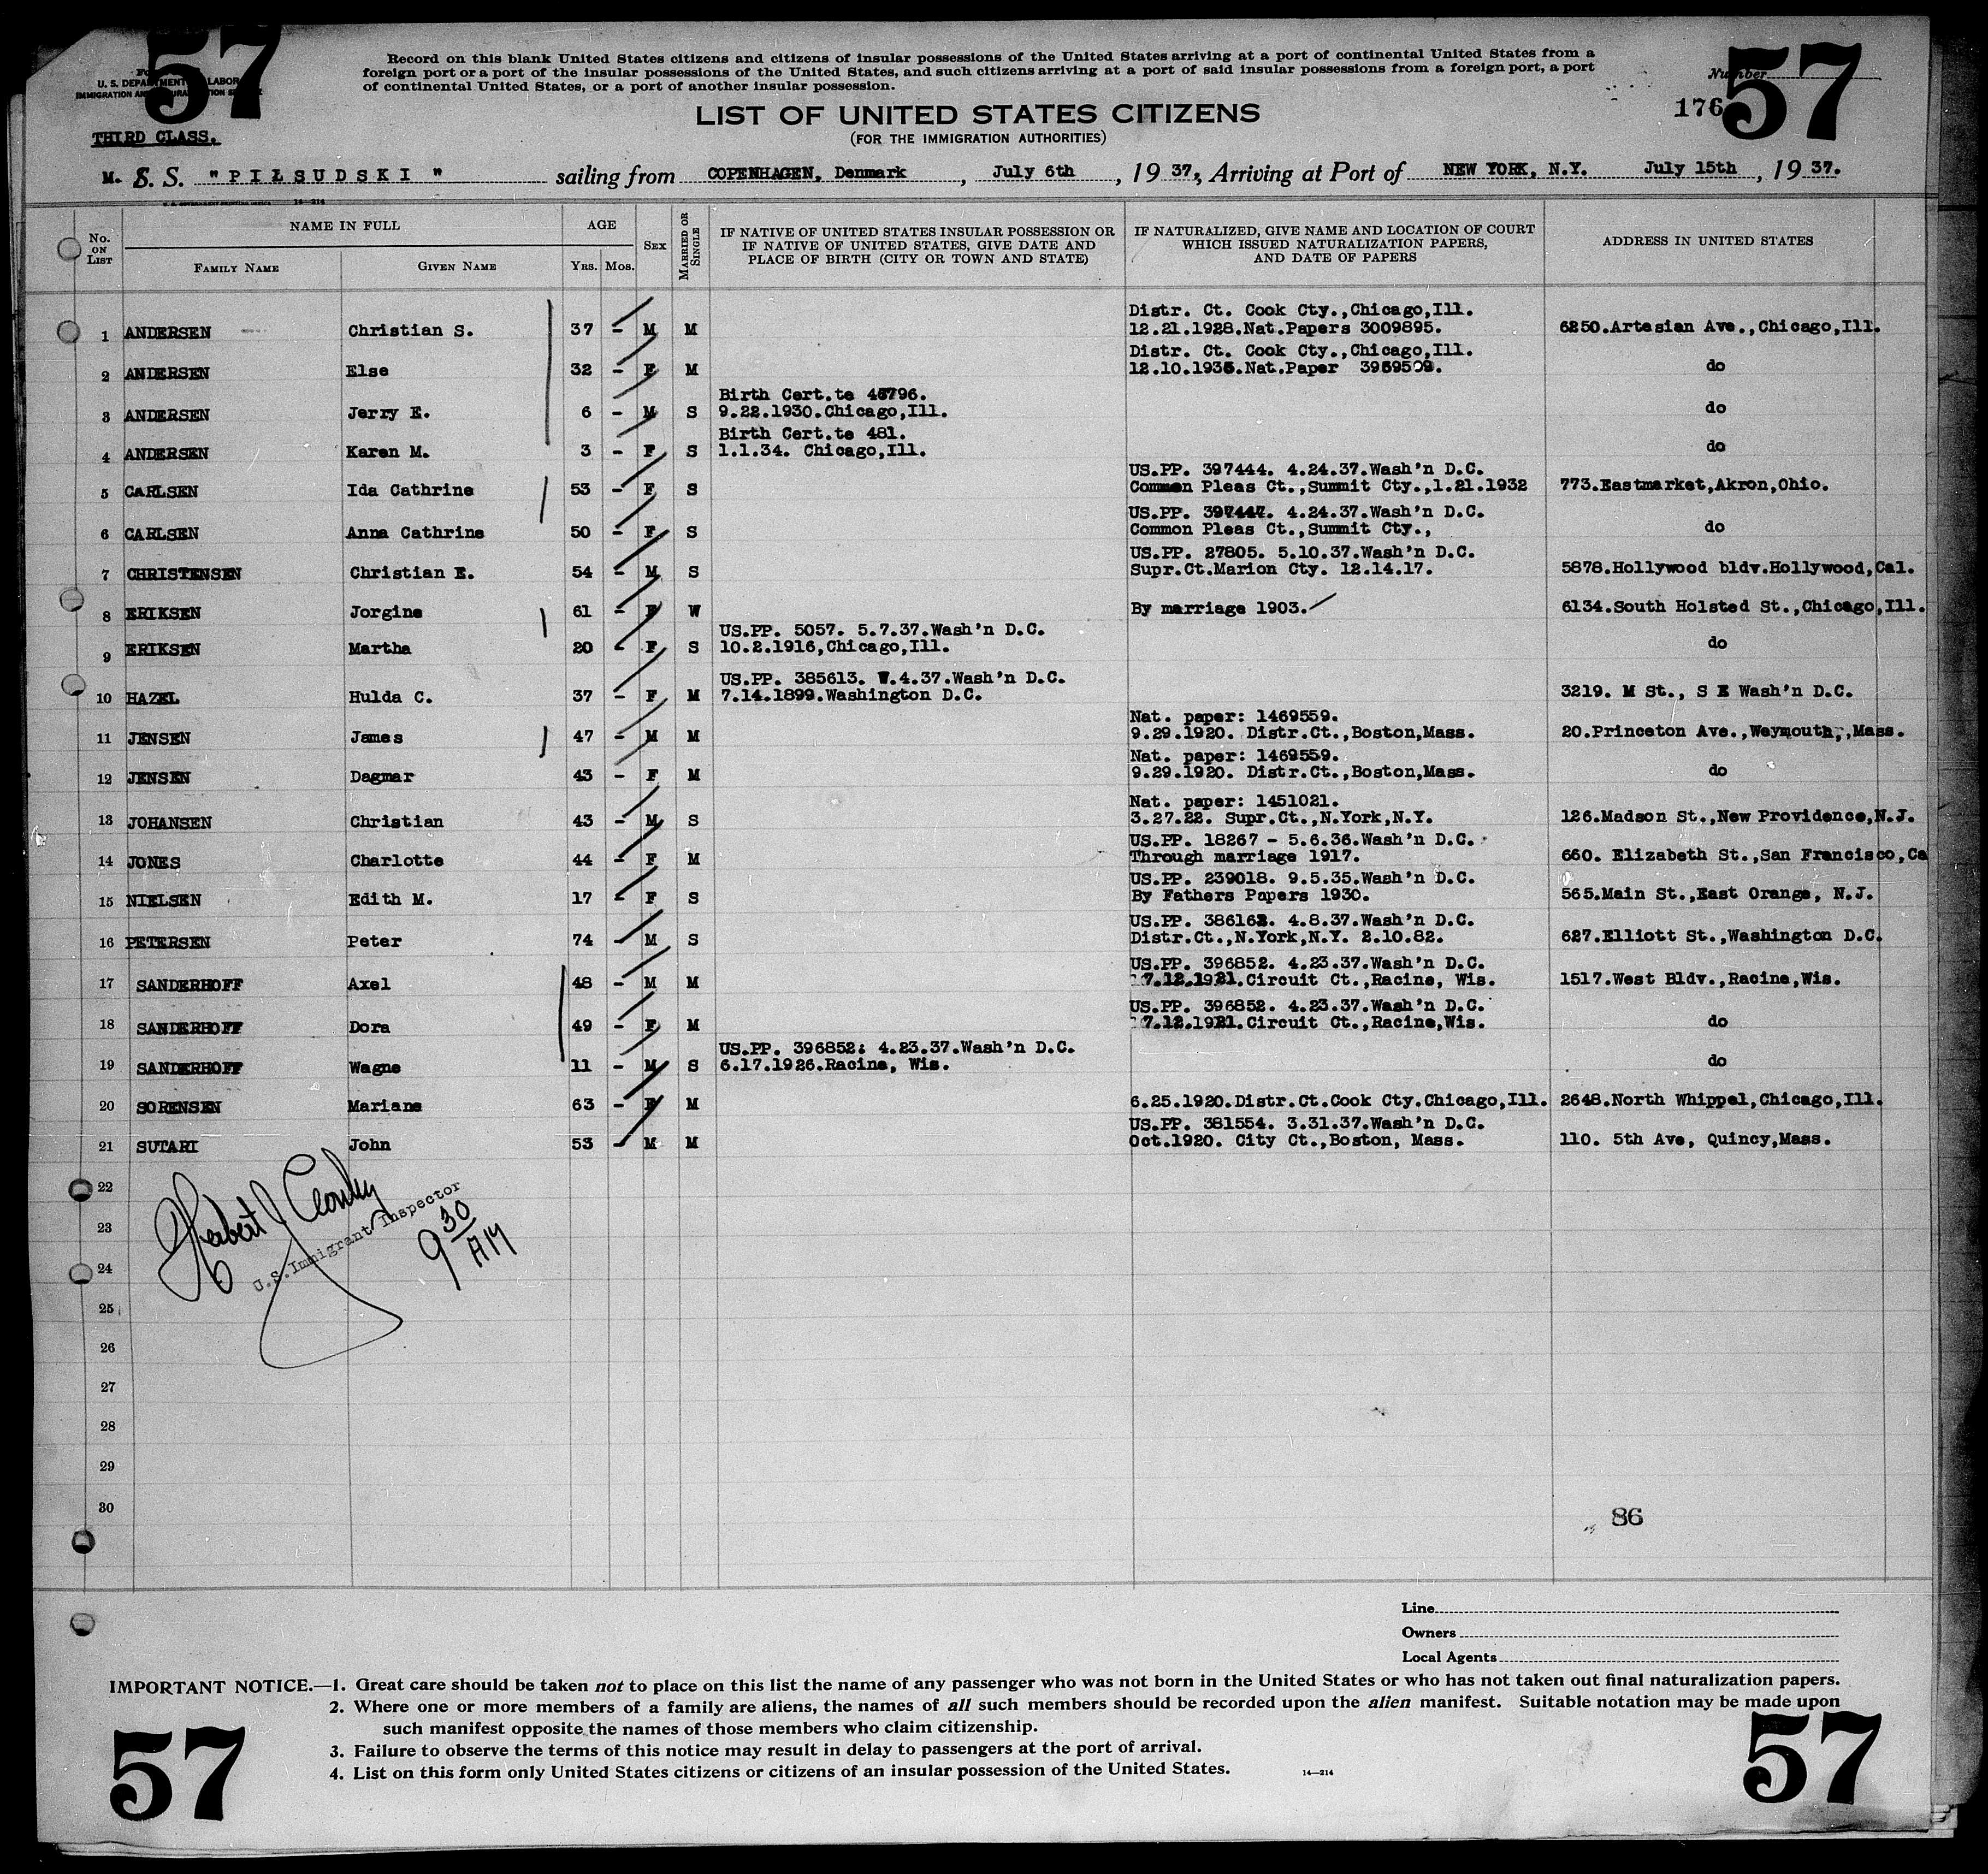 57
57
Record on this blank United States citizens and citizens of insular possessions of the United States arriving at a port of continental United States from a
foreign port or a port of the insular possessions of the United States, and such citizens arriving at a port of said insular possessions from a foreign port, a port
of continental United States, or a port of another insular possession.
U. S. DEPARTMENT LABOR
IMMIGRATION
Number
176
LIST OF UNITED STATES CITIZENS
(FOR THE IMMIGRATION AUTHORITIES)
THIRD CLASS.
M. S. S. "PIŁSUDSKI" sailing from COPENHAGEN, Denmark, July 6th, 1937, Arriving at Port of NEW YORK, N.Y. July 15th, 1937.
No. ON LIST NAME IN FULL FAMILY NAME GIVEN NAME AGE YRS. MOS. SEX MARRIED OR SINGLE IF NATIVE OF UNITED STATES INSULAR POSSESSION OR IF NATIVE OF UNITED STATES, GIVE DATE AND PLACE OF BIRTH (CITY OR TOWN AND STATE) IF NATURALIZED, GIVE NAME AND LOCATION OF COURT WHICH ISSUED NATURALIZATION PAPERS, AND DATE OF PAPERS ADDRESS IN UNITED STATES
Distr. Ct. Cook Cty.,Chicago,Ill.
1 ANDERSEN Christian S. 37 - M M 12.21.1928.Nat.Papers 3009895. 6250.Artesian Ave.,Chicago,Ill.
Distr. Ct. Cook Cty.,Chicago,Ill.
2 ANDERSEN Else 32 - F M 12.10.1935.Nat.Paper 3959509. do
Birth Cert.te 45796.
3 ANDERSEN Jerry E. 6 - M S 9.22.1930.Chicago,Ill. do
Birth Cert.te 481.
4 ANDERSEN Karen M. 3 - F S 1.1.34. Chicago,Ill. do
US.PP. 397444. 4.24.37.Wash'n D.C.
5 CARLSEN Ida Cathrine 53 - F S Common Pleas Ct.,Summit Cty.,1.21.1932 773.Eastmarket,Akron,Ohio.
US.PP. 397447. 4.24.37.Wash'n D.C.
6 CARLSEN Anna Cathrine 50 - F S Common Pleas Ct.,Summit Cty., do
US.PP. 27805. 5.10.37.Wash'n D.C.
7 CHRISTENSEN Christian E. 54 - M S Supr.Ct.Marion Cty. 12.14.17. 5878.Hollywood bldv.Hollywood,Cal.
8 ERIKSEN Jorgine 61 - F W By marriage 1903. 6134.South Holsted St.,Chicago,Ill.
US.PP. 5057. 5.7.37.Wash'n D.C.
9 ERIKSEN Martha 20 - F S 10.2.1916,Chicago,Ill. do
US.PP. 385613. 4.37.Wash'n D.C.
10 HAZEL Hulda C. 37 - F M 7.14.1899.Washington D.C. 3219. M St., S E Wash'n D.C.
Nat. paper: 1469559.
11 JENSEN James 47 - M M 9.29.1920. Distr.Ct.,Boston,Mass. 20.Princeton Ave.,Weymouth,,Mass.
Nat. paper: 1469559.
12 JENSEN Dagmar 43 - F M 9.29.1920. Distr.Ct.,Boston,Mass. do
Nat. paper: 1451021.
13 JOHANSEN Christian 43 - M S 3.27.22. Supr.Ct.,N.York,N.Y. 126.Madson St.,New Providence,N.J.
US.PP. 18267 - 5.6.36.Wash'n D.C.
14 JONES Charlotte 44 - F M Through marriage 1917. 660. Elizabeth St.,San Francisco,Ca
US.PP. 239018. 9.5.35.Wash'n D.C.
15 NIELSEN Edith M. 17 - F S By Fathers Papers 1930. 565.Main St.,East Orange, N.J.
US.PP. 386162. 4.8.37.Wash'n D.C.
16 PETERSEN Peter 74 - M S Distr.Ct.,N.York,N.Y. 2.10.82. 627.Elliott St.,Washington D.C.
US.PP. 396852. 4.23.37.Wash'n D.C.
17 SANDERHOFF Axel 48 - M M 7.12.1921.Circuit Ct.,Racine, Wis. 1517.West Bldv.,Racine,Wis.
US.PP. 396852. 4.23.37.Wash'n D.C.
18 SANDERHOFF Dora 49 - F M 7.12.1921.Circuit Ct.,Racine,Wis. do
US.PP. 396852: 4.23.37.Wash'n D.C.
19 SANDERHOFF Wagne 11 - M S 6.17.1926.Racine, Wis. do
20 SORENSEN Mariane 63 - F M 6.25.1920.Distr.Ct.Cook Cty.Chicago,Ill. 2648.North Whippel,Chicago,Ill.
US.PP. 381554. 3.31.37.Wash'n D.C.
21 SUTARI John 53 - M M Oct.1920. City Ct.,Boston, Mass. 110. 5th Ave, Quincy,Mass.
22
23
24
25
26
27
28
29
30
Herbert J
U.S.Immigrant Inspector
9 30 AM
86
Line
Owners
Local Agents
IMPORTANT NOTICE.—1. Great care should be taken not to place on this list the name of any passenger who was not born in the United States or who has not taken out final naturalization papers.
2. Where one or more members of a family are aliens, the names of all such members should be recorded upon the alien manifest. Suitable notation may be made upon
such manifest opposite the names of those members who claim citizenship.
3. Failure to observe the terms of this notice may result in delay to passengers at the port of arrival.
4. List on this form only United States citizens or citizens of an insular possession of the United States. 14—214
57
57